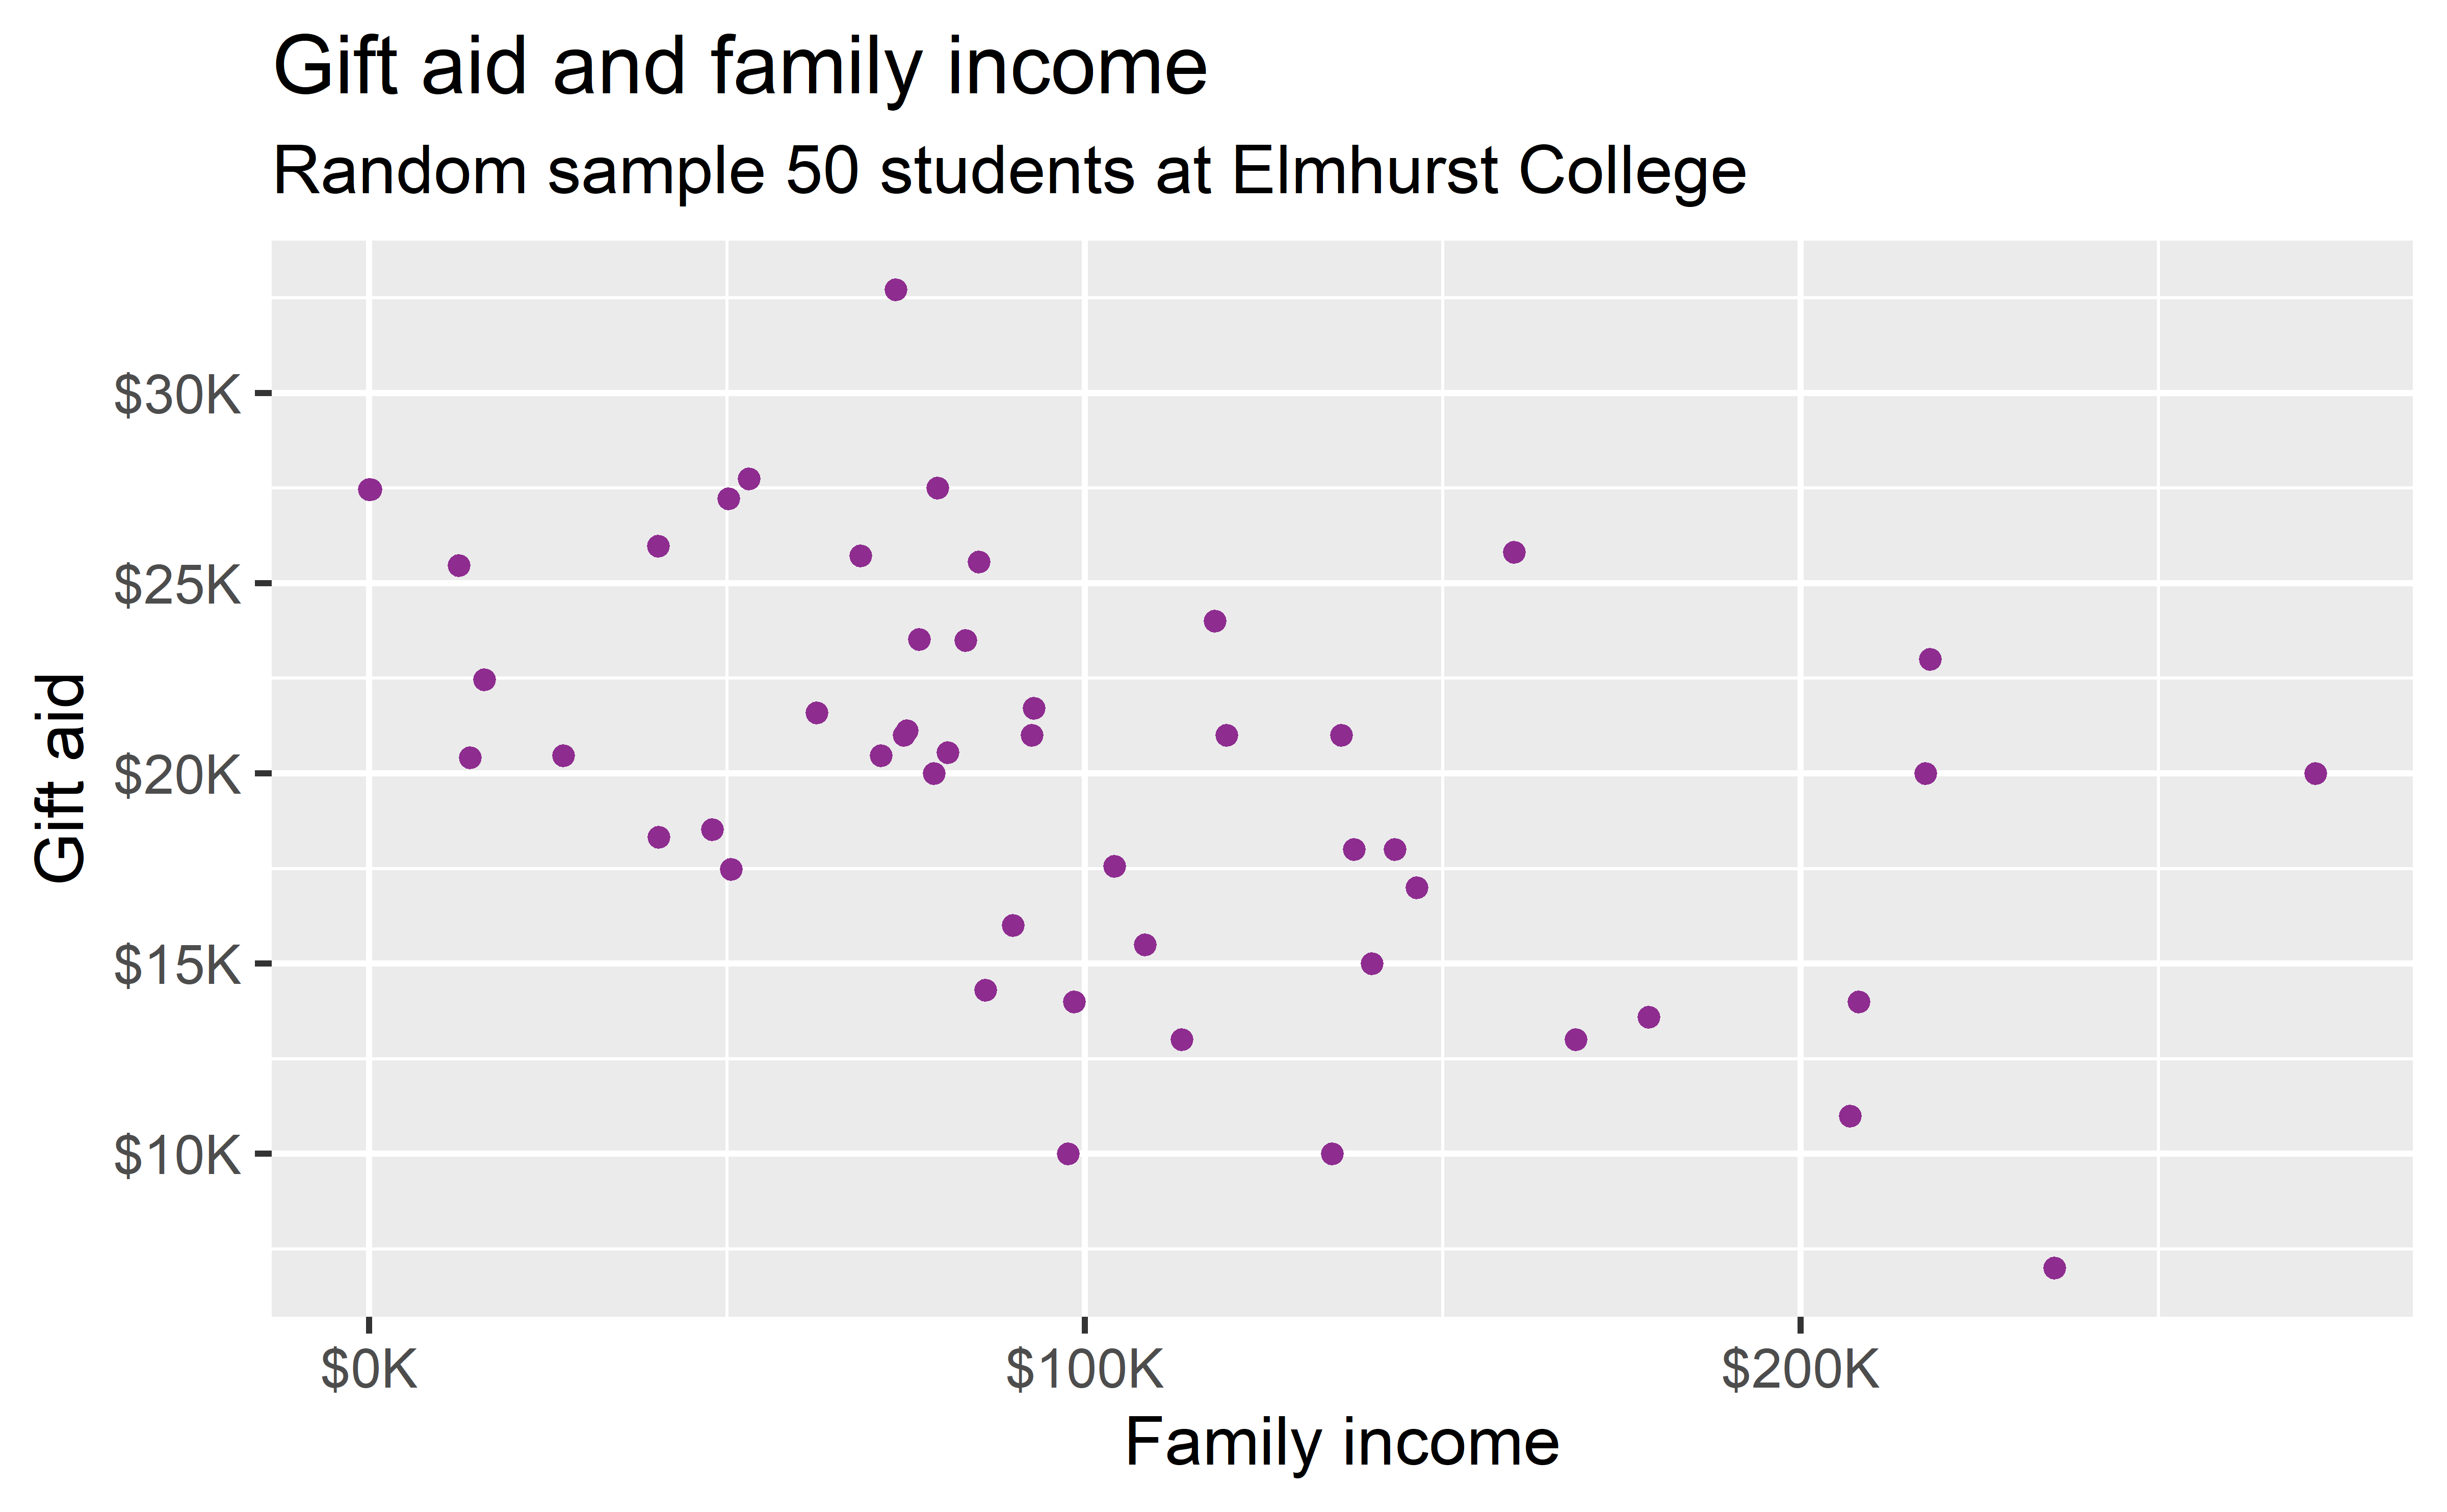 Gift aid and family income
Random sample 50 students at Elmhurst College
Gift aid
$30K
$25K
$20K
$15K
$10K
$0K
$100K
$200K
Family income